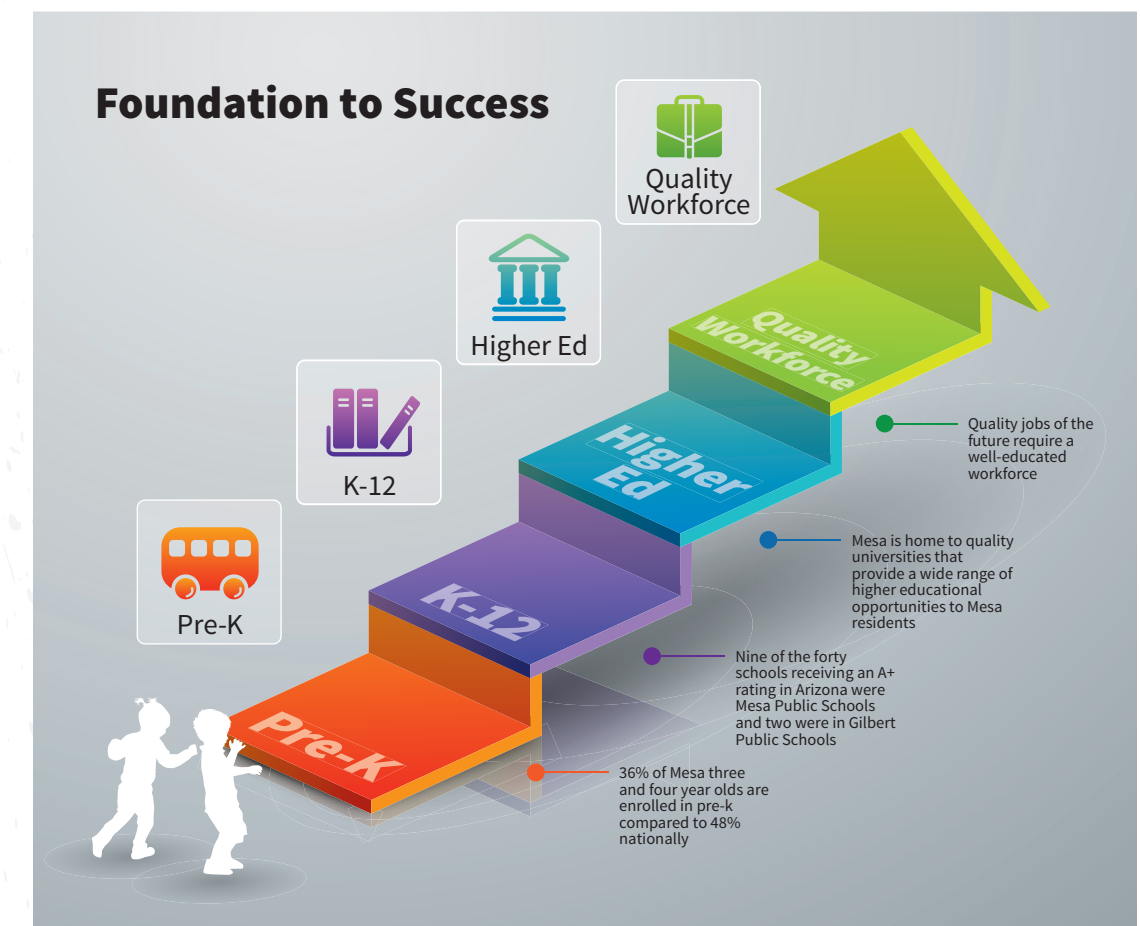 Foundation to Success
Quality
Workforce
Higher Ed
K-12
Pre-K
Quality
Workforce
Higher
Ed
K-12
Pre-K
Quality jobs of the
future require a
well-educated
workforce
Mesa is home to quality
universities that
provide a wide range of
higher educational
opportunities to Mesa
residents
Nine of the forty
schools receiving an A+
rating in Arizona were
Mesa Public Schools
and two were in Gilbert
Public Schools
36% of Mesa three
and four year olds are
enrolled in pre-k
compared to 48%
nationally